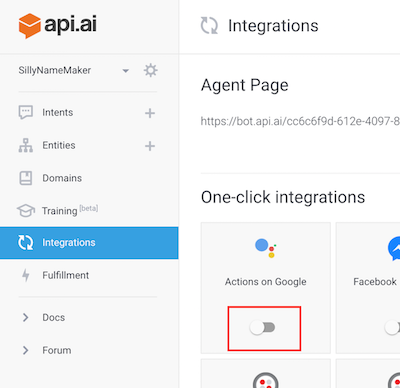 api.ai
Integrations
SillyNameMaker
Intents
Entities
Domains
Training [beta]
Integrations
Fulfillment
Docs
Forum
Agent Page
https://bot.api.ai/cc6c6f9d-612e-4097-8
One-click integrations
Actions on Google
Facebook